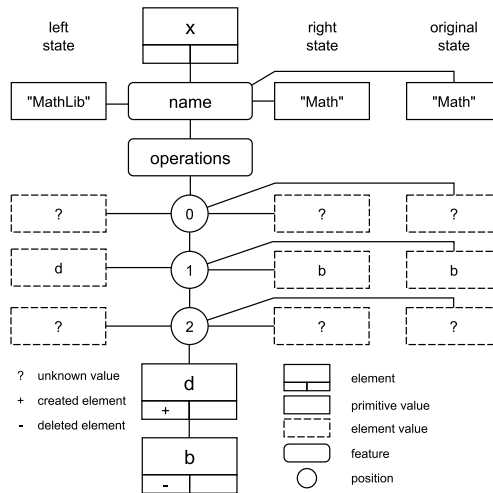 left state
x
right state
original state
"MathLib"
name
"Math"
"Math"
operations
?
0
?
?
d
1
b
b
?
2
?
?
d
+
b
-
? unknown value
+ created element
- deleted element
element
primitive value
element value
feature
position